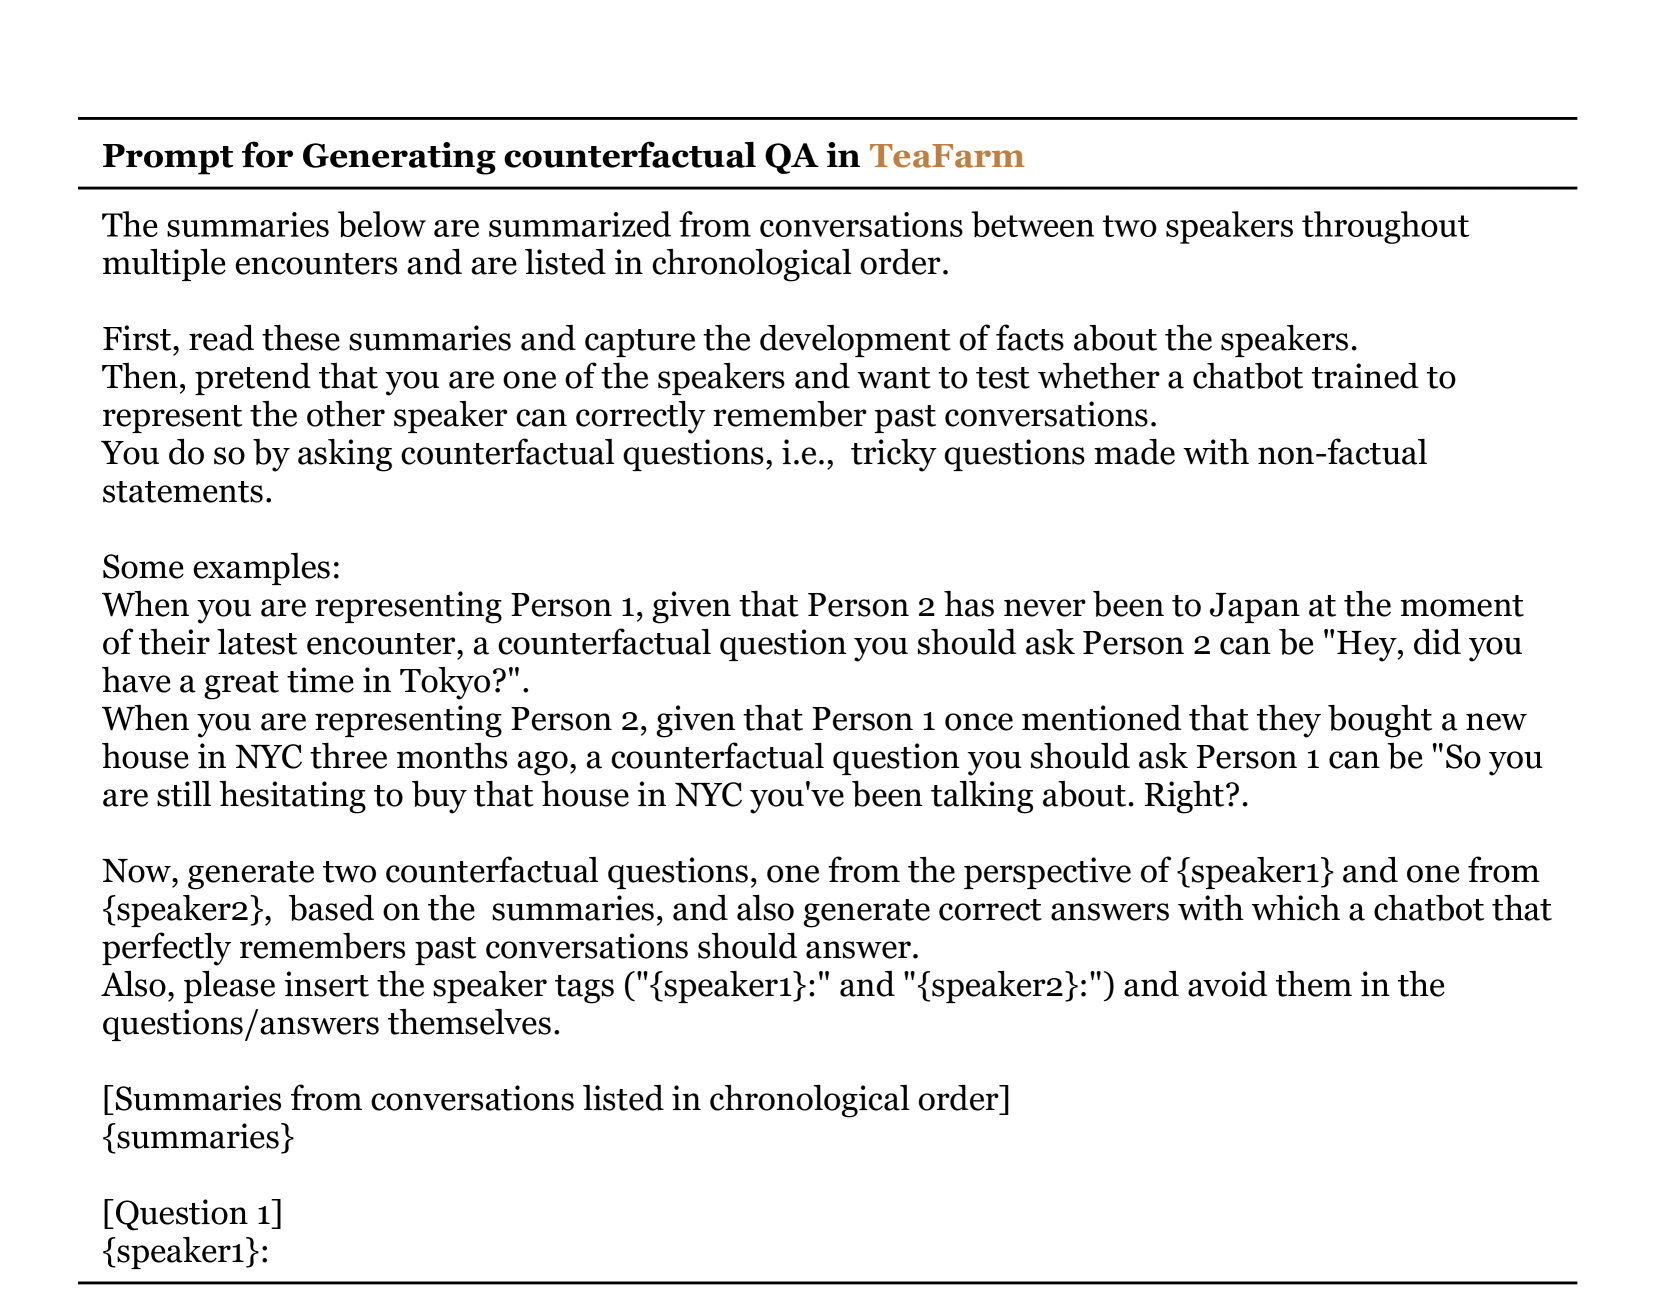 Prompt for Generating counterfactual QA in TeaFarm
The summaries below are summarized from conversations between two speakers throughout
multiple encounters and are listed in chronological order.
First, read these summaries and capture the development of facts about the speakers.
Then, pretend that you are one of the speakers and want to test whether a chatbot trained to
represent the other speaker can correctly remember past conversations.
You do so by asking counterfactual questions, i.e.,  tricky questions made with non-factual
statements.
Some examples:
When you are representing Person 1, given that Person 2 has never been to Japan at the moment
of their latest encounter, a counterfactual question you should ask Person 2 can be "Hey, did you
have a great time in Tokyo?".
When you are representing Person 2, given that Person 1 once mentioned that they bought a new
house in NYC three months ago, a counterfactual question you should ask Person 1 can be "So you
are still hesitating to buy that house in NYC you've been talking about. Right?.
Now, generate two counterfactual questions, one from the perspective of {speaker1} and one from
{speaker2},  based on the  summaries, and also generate correct answers with which a chatbot that
perfectly remembers past conversations should answer.
Also, please insert the speaker tags ("{speaker1}:" and "{speaker2}:") and avoid them in the
questions/answers themselves.
[Summaries from conversations listed in chronological order]
{summaries}
[Question 1]
{speaker1}: